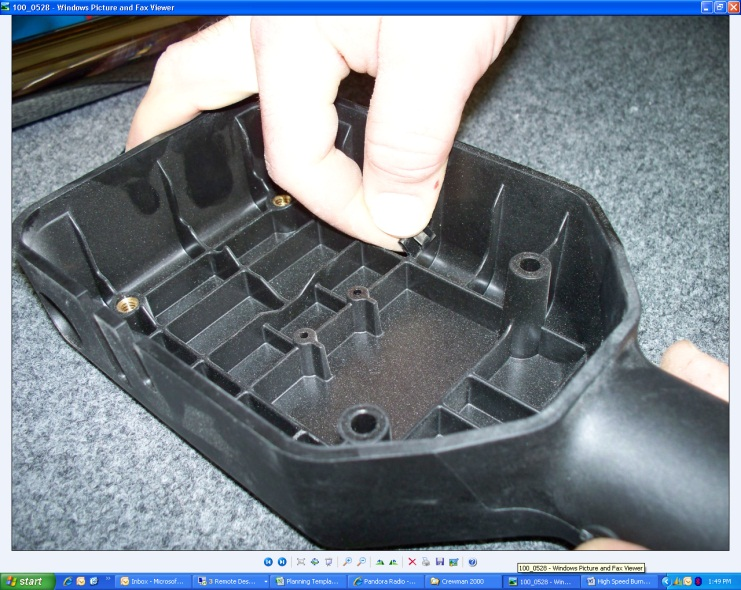 100_0528 - Windows Picture and Fax Viewer
100_0528 - Windows Picture and Fax Viewer
start
Inbox - Microsof...
3 Remote Des...
Planning Templa...
Pandora Radio -...
Crewman 2000
100_0528 - Win...
High Speed Burn...
1:49 PM